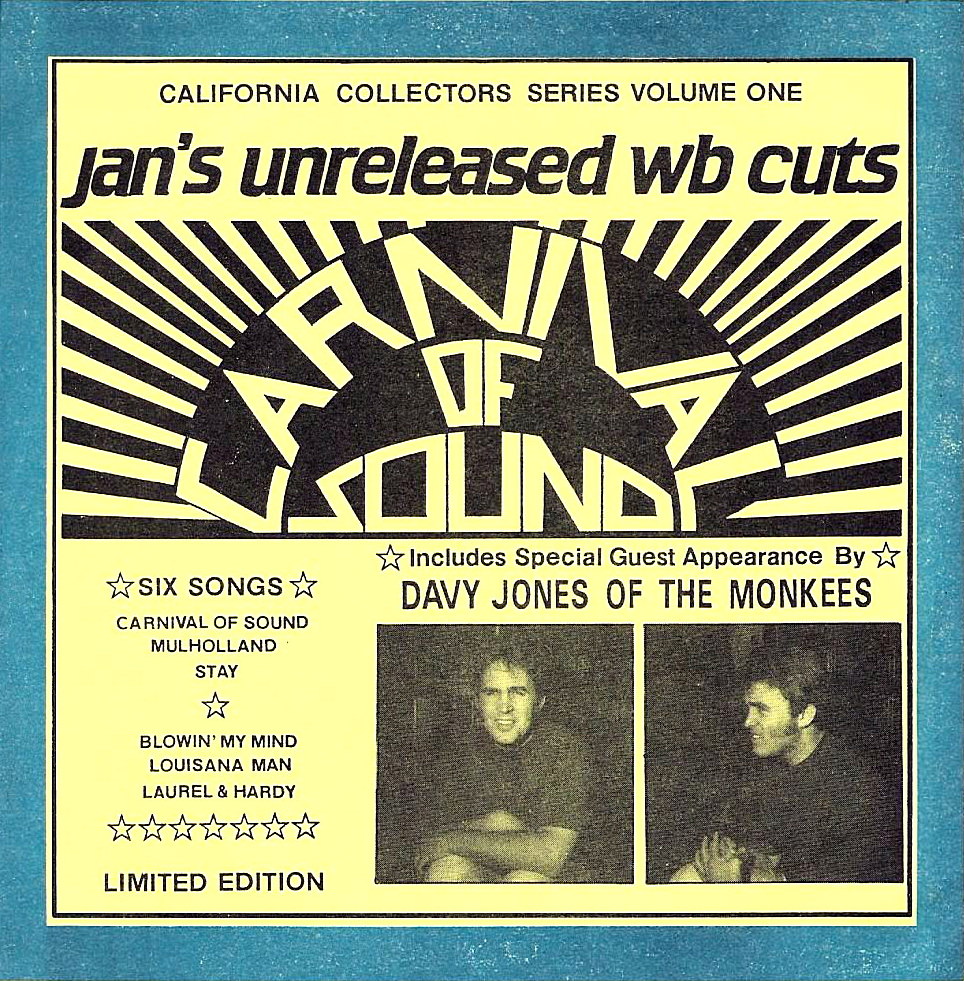 CALIFORNIA COLLECTORS SERIES VOLUME ONE
jan's unreleased wb cuts
CARNIVAL
OF
SOUND
☆Includes Special Guest Appearance By☆
DAVY JONES OF THE MONKEES
☆SIX SONGS☆
CARNIVAL OF SOUND
MULHOLLAND
STAY
☆
BLOWIN' MY MIND
LOUISANA MAN
LAUREL & HARDY
☆☆☆☆☆☆☆
LIMITED EDITION